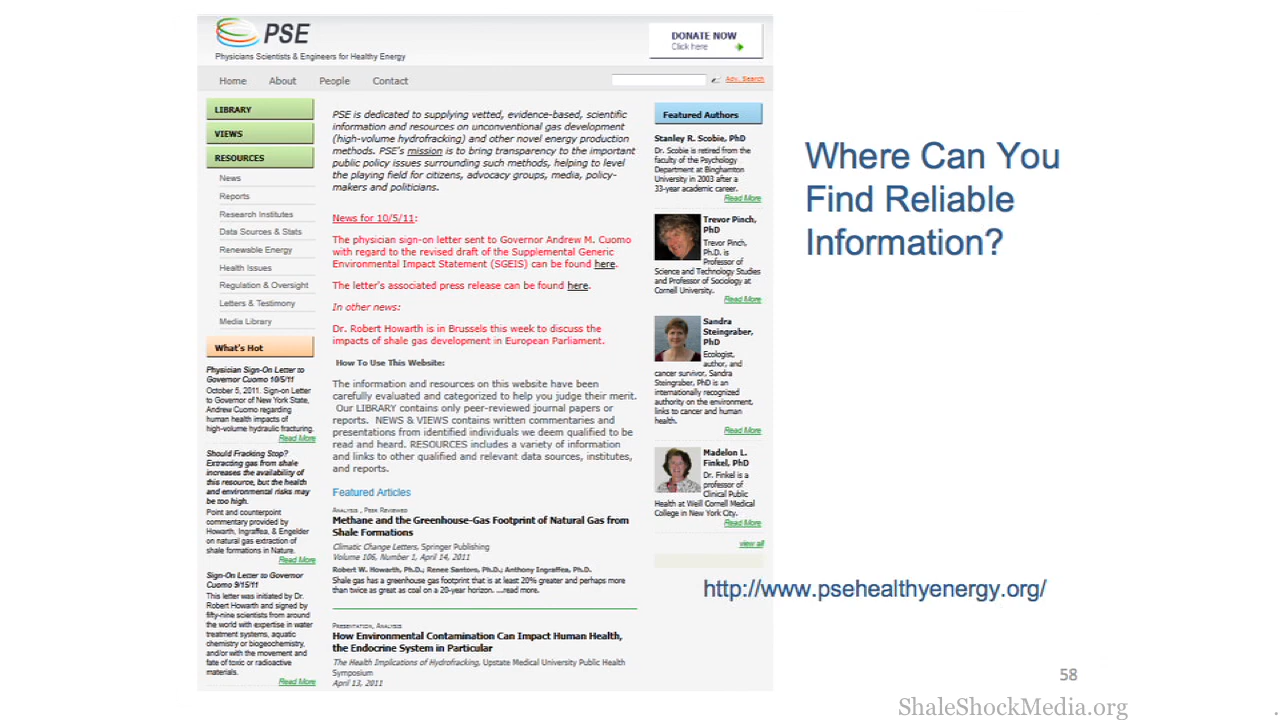 PSE
Physicians Scientists & Engineers for Healthy Energy
DONATE NOW
Click here
Home About People Contact
Adv. Search
LIBRARY
VIEWS
RESOURCES
News
Reports
Research Institutes
Data Sources & Stats
Renewable Energy
Health Issues
Regulation & Oversight
Letters & Testimony
Media Library
What's Hot
Physician Sign-On Letter to
Governor Cuomo 10/5/11
October 5, 2011. Sign-on Letter
to Governor of New York State,
Andrew Cuomo regarding
human health impacts of
high-volume hydraulic fracturing.
Read More
Should Fracking Stop?
Extracting gas from shale
increases the availability of
this resource, but the health
and environmental risks may
be too high.
Point and counterpoint
commentary provided by
Howarth, Ingraffea, & Engelder
on natural gas extraction of
shale formations in Nature.
Read More
Sign-On Letter to Governor
Cuomo 9/15/11
This letter was initiated by Dr.
Robert Howarth and signed by
fifty-nine scientists from around
the world with expertise in water
treatment systems, aquatic
chemistry or biogeochemistry,
and/or with the movement and
fate of toxic or radioactive
materials.
Read More
PSE is dedicated to supplying vetted, evidence-based, scientific
information and resources on unconventional gas development
(high-volume hydrofracking) and other novel energy production
methods. PSE's mission is to bring transparency to the important
public policy issues surrounding such methods, helping to level
the playing field for citizens, advocacy groups, media, policy-
makers and politicians.
News for 10/5/11:
The physician sign-on letter sent to Governor Andrew M. Cuomo
with regard to the revised draft of the Supplemental Generic
Environmental Impact Statement (SGEIS) can be found here.
The letter's associated press release can be found here.
In other news:
Dr. Robert Howarth is in Brussels this week to discuss the
impacts of shale gas development in European Parliament.
How To Use This Website:
The information and resources on this website have been
carefully evaluated and categorized to help you judge their merit.
Our LIBRARY contains only peer-reviewed journal papers or
reports. NEWS & VIEWS contains written commentaries and
presentations from identified individuals we deem qualified to be
read and heard. RESOURCES includes a variety of information
and links to other qualified and relevant data sources, institutes,
and reports.
Featured Articles
Analysis , Peer Reviewed
Methane and the Greenhouse-Gas Footprint of Natural Gas from
Shale Formations
Climatic Change Letters, Springer Publishing
Volume 106, Number 1, April 14, 2011
Robert W. Howarth, Ph.D.; Renee Santoro, Ph.D.; Anthony Ingraffea, Ph.D.
Shale gas has a greenhouse gas footprint that is at least 20% greater and perhaps more
than twice as great as coal on a 20-year horizon. ...read more.
Presentation, Analysis
How Environmental Contamination Can Impact Human Health,
the Endocrine System in Particular
The Health Implications of Hydrofracking, Upstate Medical University Public Health
Symposium
April 13, 2011
Featured Authors
Stanley R. Scobie, PhD
Dr. Scobie is retired from the
faculty of the Psychology
Department at Binghamton
University in 2003 after a
33-year academic career.
Read More
Trevor Pinch,
PhD
Trevor Pinch,
Ph.D. is
Professor of
Science and Technology Studies
and Professor of Sociology at
Cornell University.
Read More
Sandra
Steingraber,
PhD
Ecologist,
author, and
cancer survivor, Sandra
Steingraber, PhD is an
internationally recognized
authority on the environment,
links to cancer and human
health.
Read More
Madelon L.
Finkel, PhD
Dr. Finkel is a
professor of
Clinical Public
Health at Weill Cornell Medical
College in New York City.
Read More
view all
Where Can You
Find Reliable
Information?
http://www.psehealthyenergy.org/
58
ShaleShockMedia.org
.